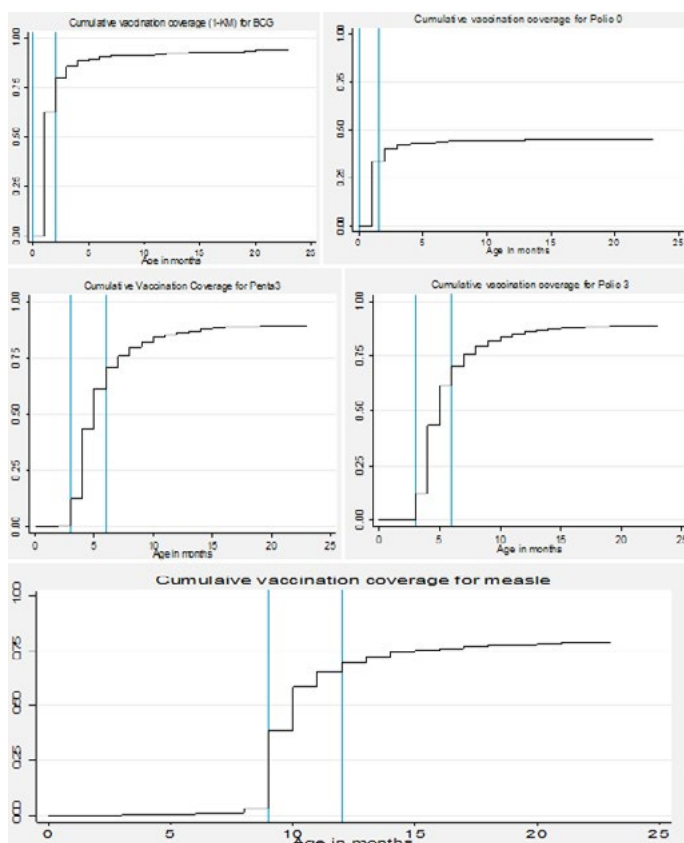 Cumulative vaccination coverage (1-KM) for BCG
1.00
0.75
0.50
0.25
0.00
0 5 10 15 20 25
Age in months
Cumulative vaccination coverage for Polio 0
1.00
0.75
0.50
0.25
0.00
0 5 10 15 20 25
Age in months
Cumulative Vaccination Coverage for Penta3
1.00
0.75
0.50
0.25
0.00
0 5 10 15 20 25
Age in months
Cumulative vaccination coverage for Polio 3
1.00
0.75
0.50
0.25
0.00
0 5 10 15 20 25
Age in months
Cumulaive vaccination coverage for measle
1.00
0.75
0.50
0.25
0.00
0 5 10 15 20 25
Age in months